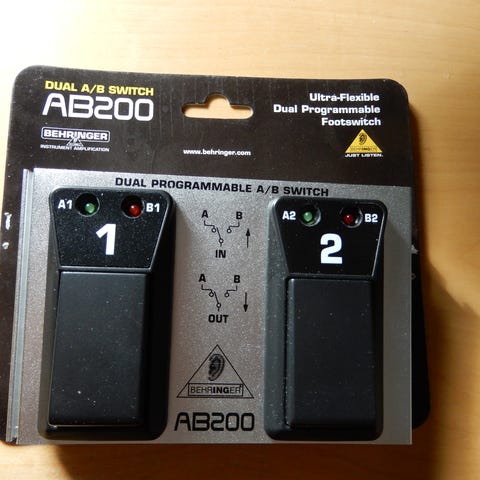 DUAL A/B SWITCH
AB200
Ultra-Flexible
Dual Programmable
Footswitch
BEHRINGER
INSTRUMENT AMPLIFICATION
www.behringer.com
BEHRINGER
JUST LISTEN.
DUAL PROGRAMMABLE A/B SWITCH
A1 B1
1
A B
IN
A2 B2
2
A B
OUT
BEHRINGER
AB200